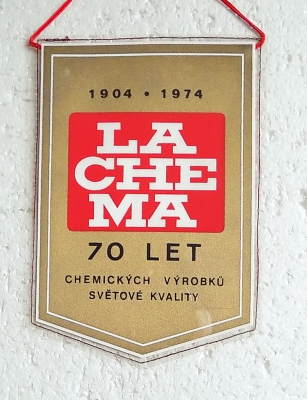 1904 • 1974
LA
CHE
MA
70 LET
CHEMICKÝCH VÝROBKŮ
SVĚTOVÉ KVALITY